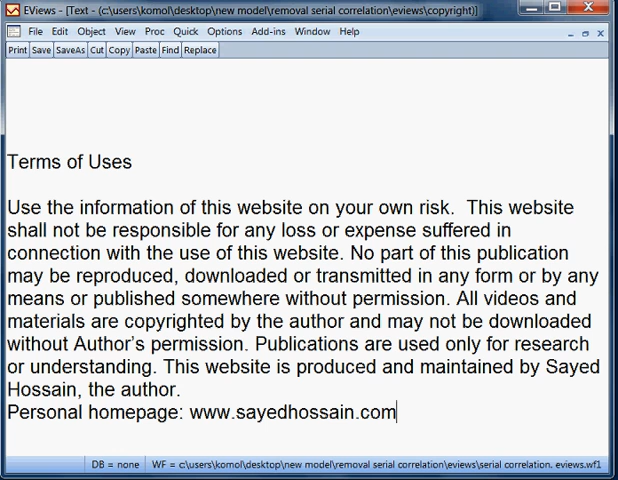 EViews - [Text - (c:\users\komol\desktop\new model\removal serial correlation\eviews\copyright)]
File Edit Object View Proc Quick Options Add-ins Window Help
Print Save SaveAs Cut Copy Paste Find Replace
Terms of Uses
Use the information of this website on your own risk.  This website
shall not be responsible for any loss or expense suffered in
connection with the use of this website. No part of this publication
may be reproduced, downloaded or transmitted in any form or by any
means or published somewhere without permission. All videos and
materials are copyrighted by the author and may not be downloaded
without Author's permission. Publications are used only for research
or understanding. This website is produced and maintained by Sayed
Hossain, the author.
Personal homepage: www.sayedhossain.com
DB = none WF = c:\users\komol\desktop\new model\removal serial correlation\eviews\serial correlation. eviews.wf1